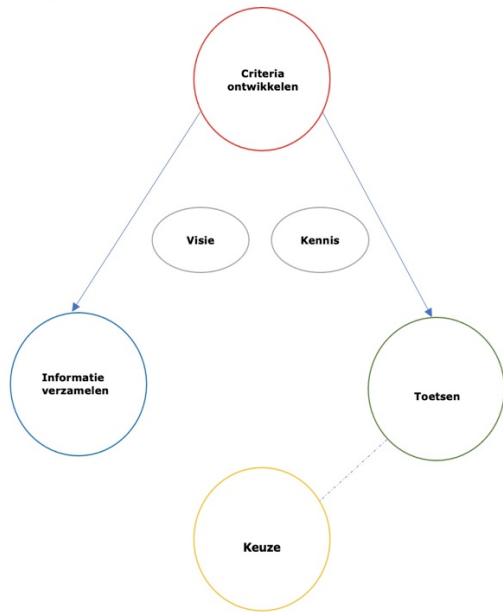 Criteria
ontwikkelen
Visie
Kennis
Informatie
verzamelen
Toetsen
Keuze